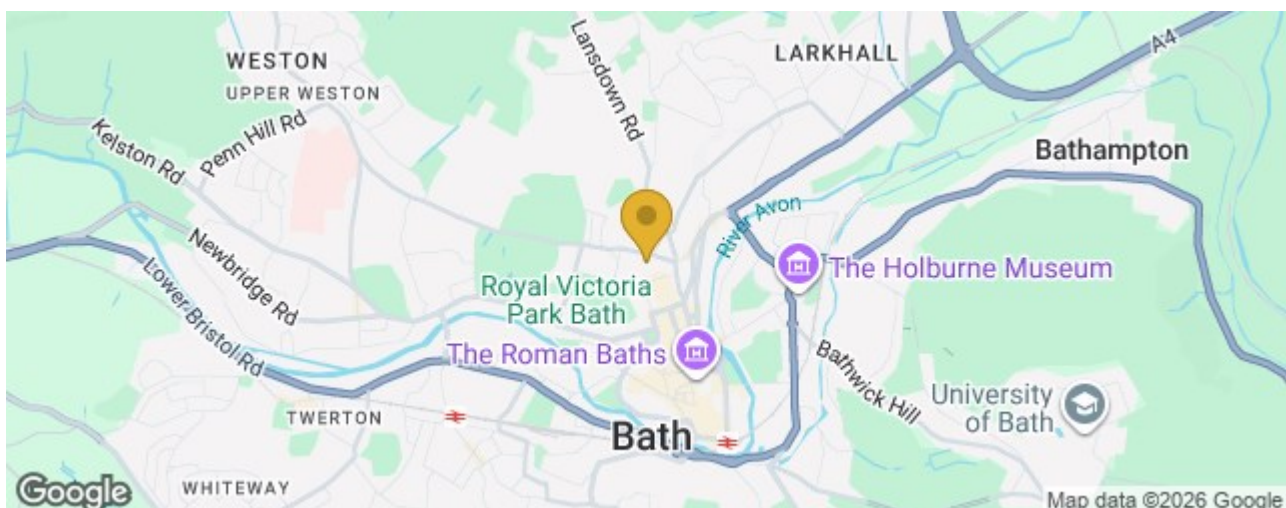 Lansdown Rd
LARKHALL
A4
WESTON
UPPER WESTON
Penn Hill Rd
Kelston Rd
Bathampton
River Avon
Newbridge Rd
Lower Bristol Rd
Royal Victoria
Park Bath
The Holburne Museum
The Roman Baths
Bathwick Hill
University
of Bath
TWERTON
Bath
WHITEWAY
Google
Map data ©2026 Google